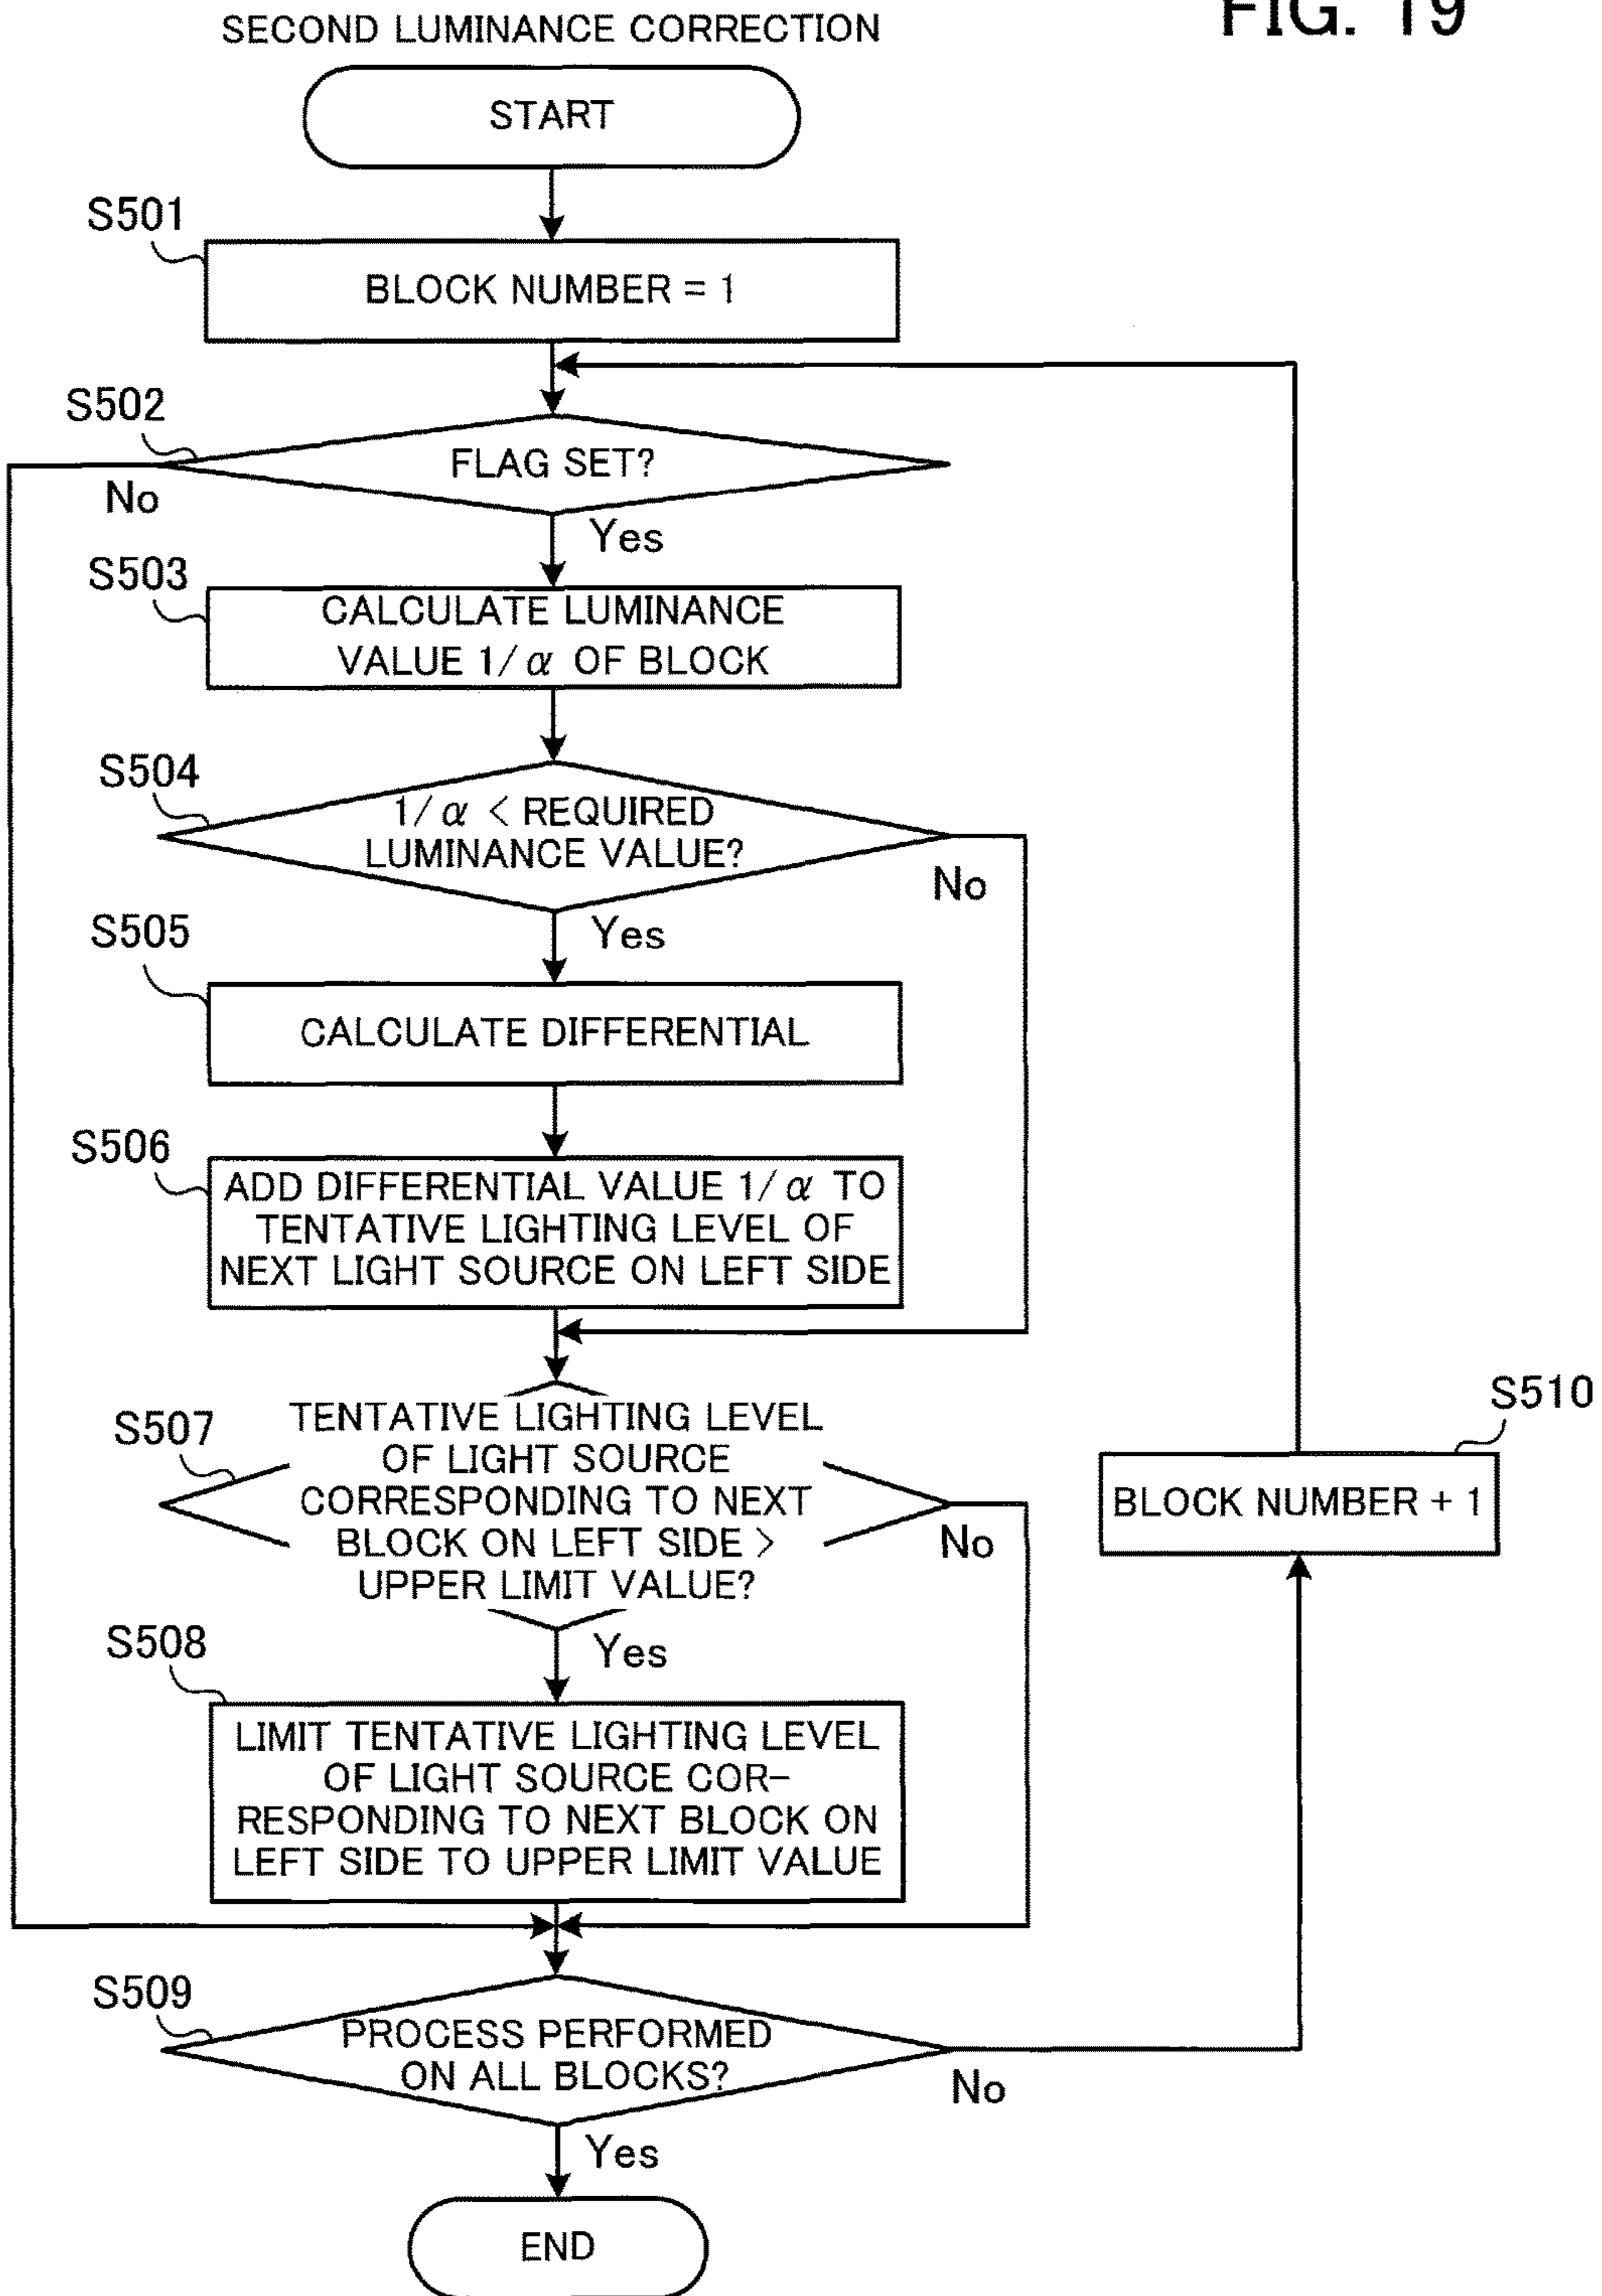 FIG. 19
SECOND LUMINANCE CORRECTION
START
S501
BLOCK NUMBER = 1
S502
FLAG SET?
No
Yes
S503
CALCULATE LUMINANCE
VALUE 1/α OF BLOCK
S504
1/α < REQUIRED
LUMINANCE VALUE?
No
Yes
S505
CALCULATE DIFFERENTIAL
S506
ADD DIFFERENTIAL VALUE 1/α TO
TENTATIVE LIGHTING LEVEL OF
NEXT LIGHT SOURCE ON LEFT SIDE
S507
TENTATIVE LIGHTING LEVEL
OF LIGHT SOURCE
CORRESPONDING TO NEXT
BLOCK ON LEFT SIDE >
UPPER LIMIT VALUE?
No
Yes
S510
BLOCK NUMBER + 1
S508
LIMIT TENTATIVE LIGHTING LEVEL
OF LIGHT SOURCE COR-
RESPONDING TO NEXT BLOCK ON
LEFT SIDE TO UPPER LIMIT VALUE
S509
PROCESS PERFORMED
ON ALL BLOCKS?
No
Yes
END